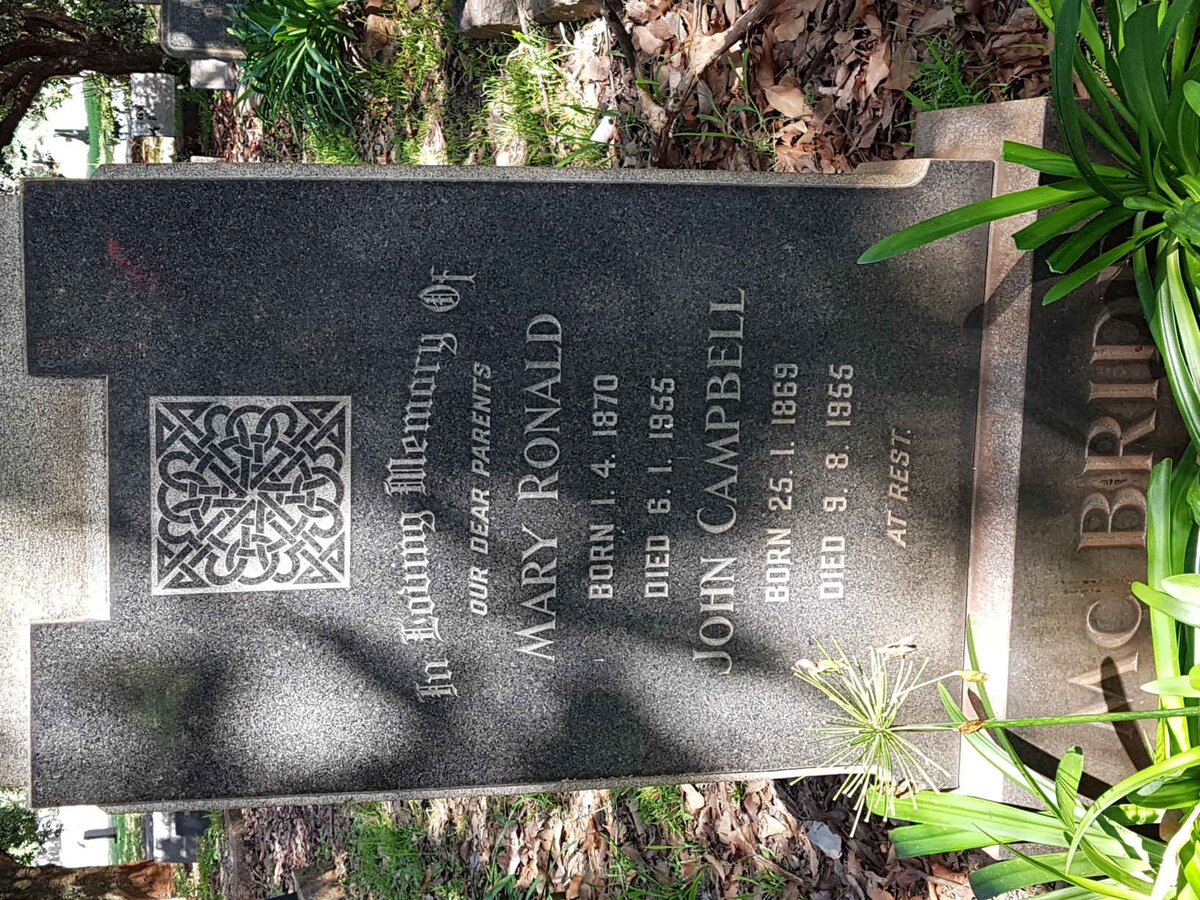 In Loving Memory Of
OUR DEAR PARENTS
MARY RONALD
BORN 1. 4. 1870
DIED 6. 1. 1955
JOHN CAMPBELL
BORN 25. 1. 1869
DIED 9. 8. 1955
AT REST.